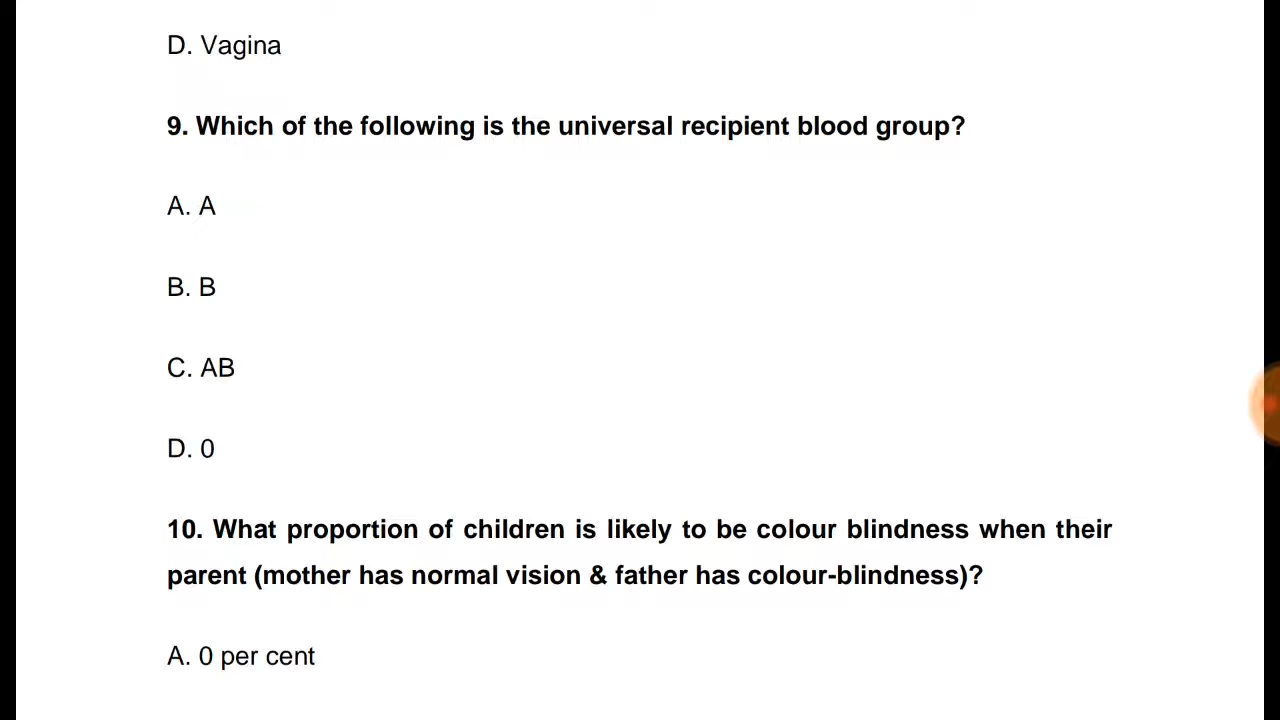 D. Vagina
9. Which of the following is the universal recipient blood group?
A. A
B. B
C. AB
D. 0
10. What proportion of children is likely to be colour blindness when their
parent (mother has normal vision & father has colour-blindness)?
A. 0 per cent